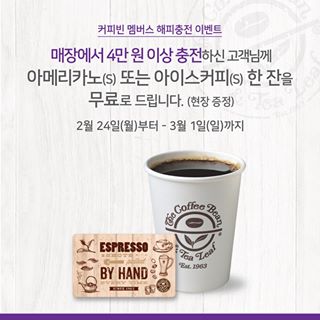 커피빈 멤버스 해피충전 이벤트
매장에서 4만 원 이상 충전하신 고객님께
아메리카노(S) 또는 아이스커피(S) 한 잔을
무료로 드립니다. (현장 증정)
2월 24일(월)부터 - 3월 1일(일)까지
The Coffee Bean
& Tea Leaf
Est. 1963
ESPRESSO
BY HAND
EVERY TIME
SINCE 1963